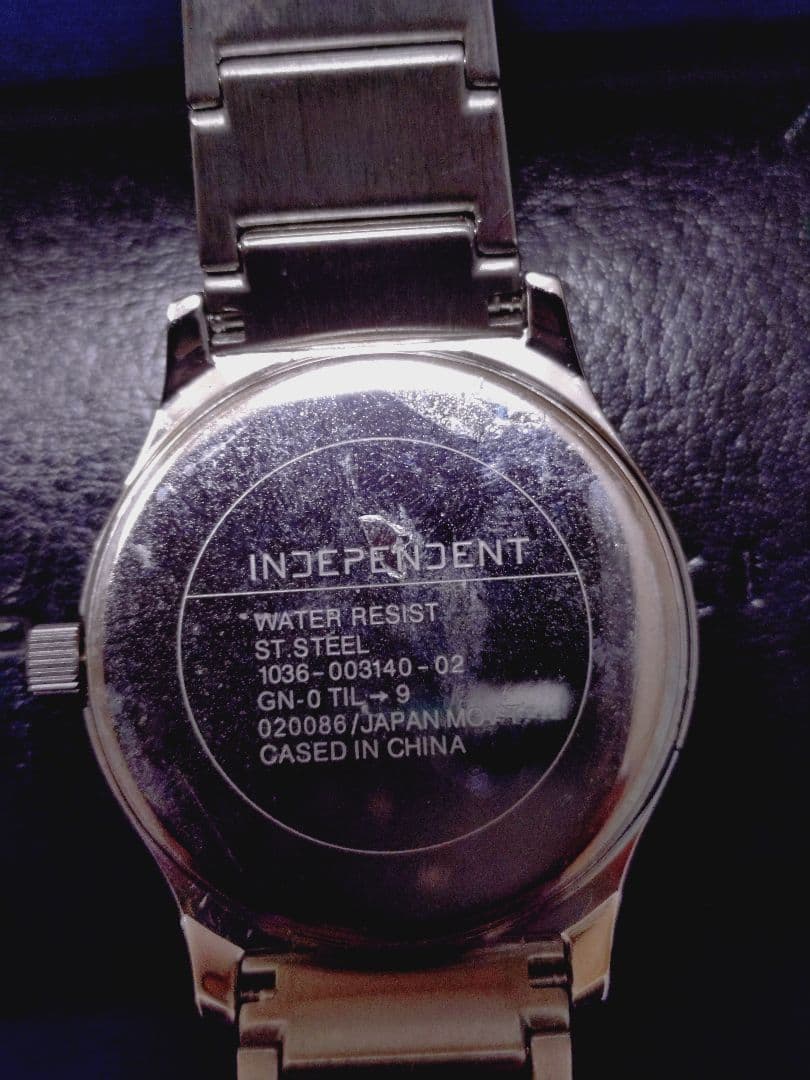 INDEPENDENT
WATER RESIST
ST.STEEL
1036-003140-02
GN-0 TIL→9
020086/JAPAN
CASED IN CHINA